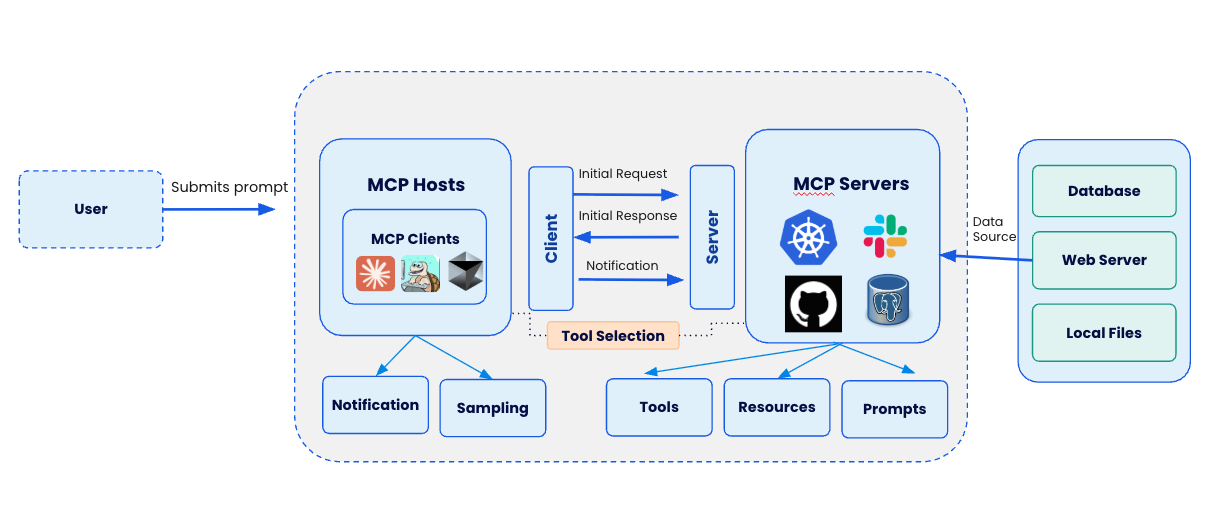 User
Submits prompt
MCP Hosts
MCP Clients
Client
Initial Request
Initial Response
Notification
Server
Tool Selection
MCP Servers
Data
Source
Database
Web Server
Local Files
Notification
Sampling
Tools
Resources
Prompts